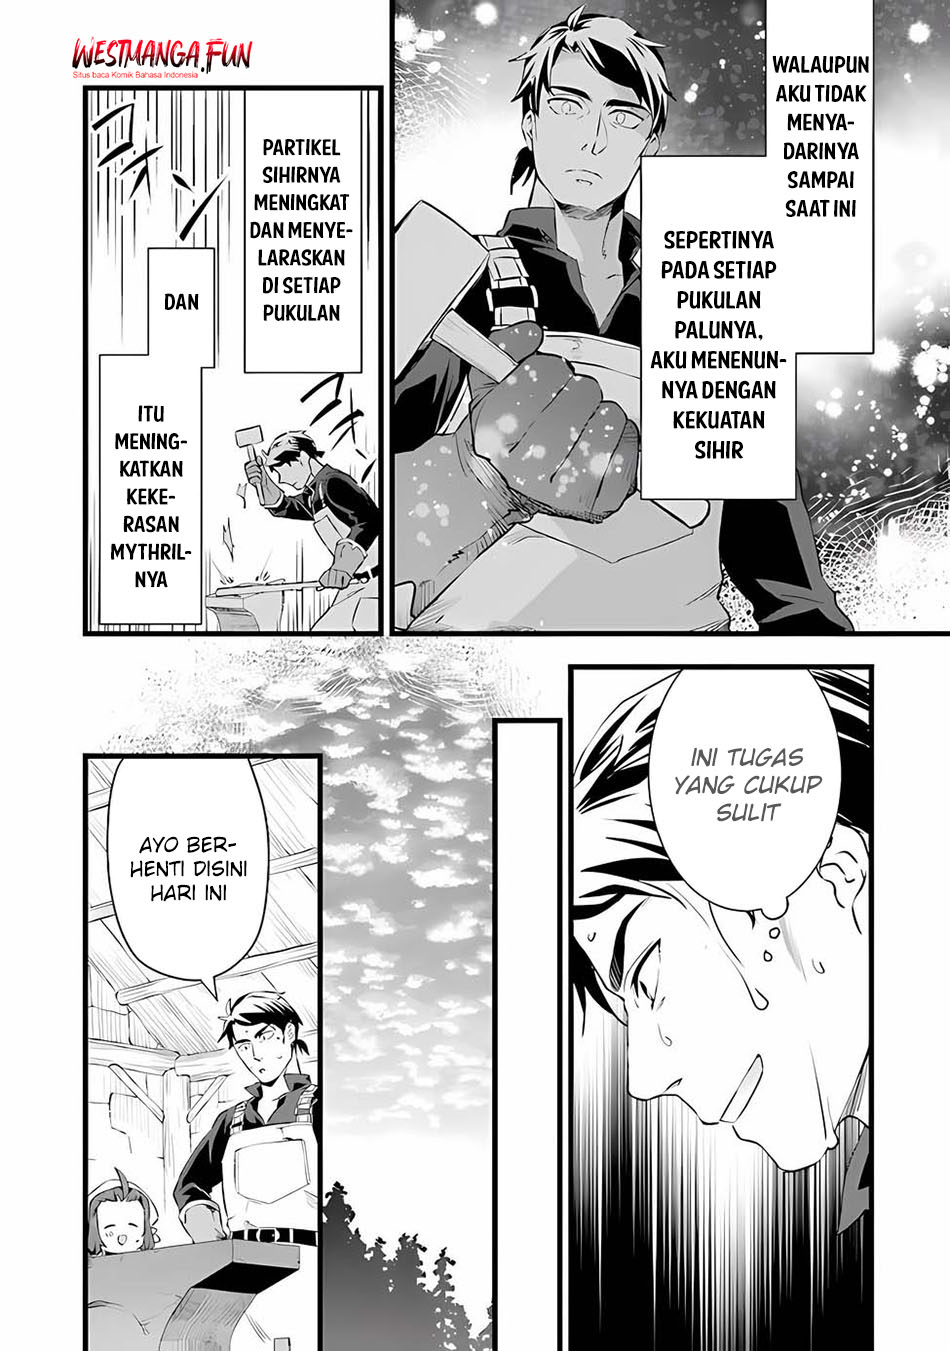 WESTMANGA.FUN
Situs baca Komik Bahasa Indonesia
WALAUPUN
AKU TIDAK
MENYA-
DARINYA
SAMPAI
SAAT INI
SEPERTINYA
PADA SETIAP
PUKULAN
PALUNYA,
AKU MENENUN-
NYA DENGAN
KEKUATAN
SIHIR
PARTIKEL
SIHIRNYA
MENINGKAT
DAN MENYE-
LARASKAN
DI SETIAP
PUKULAN
DAN
ITU
MENING-
KATKAN
KEKE-
RASAN
MYTHRIL-
NYA
INI TUGAS
YANG CUKUP
SULIT
AYO BER-
HENTI DISINI
HARI INI